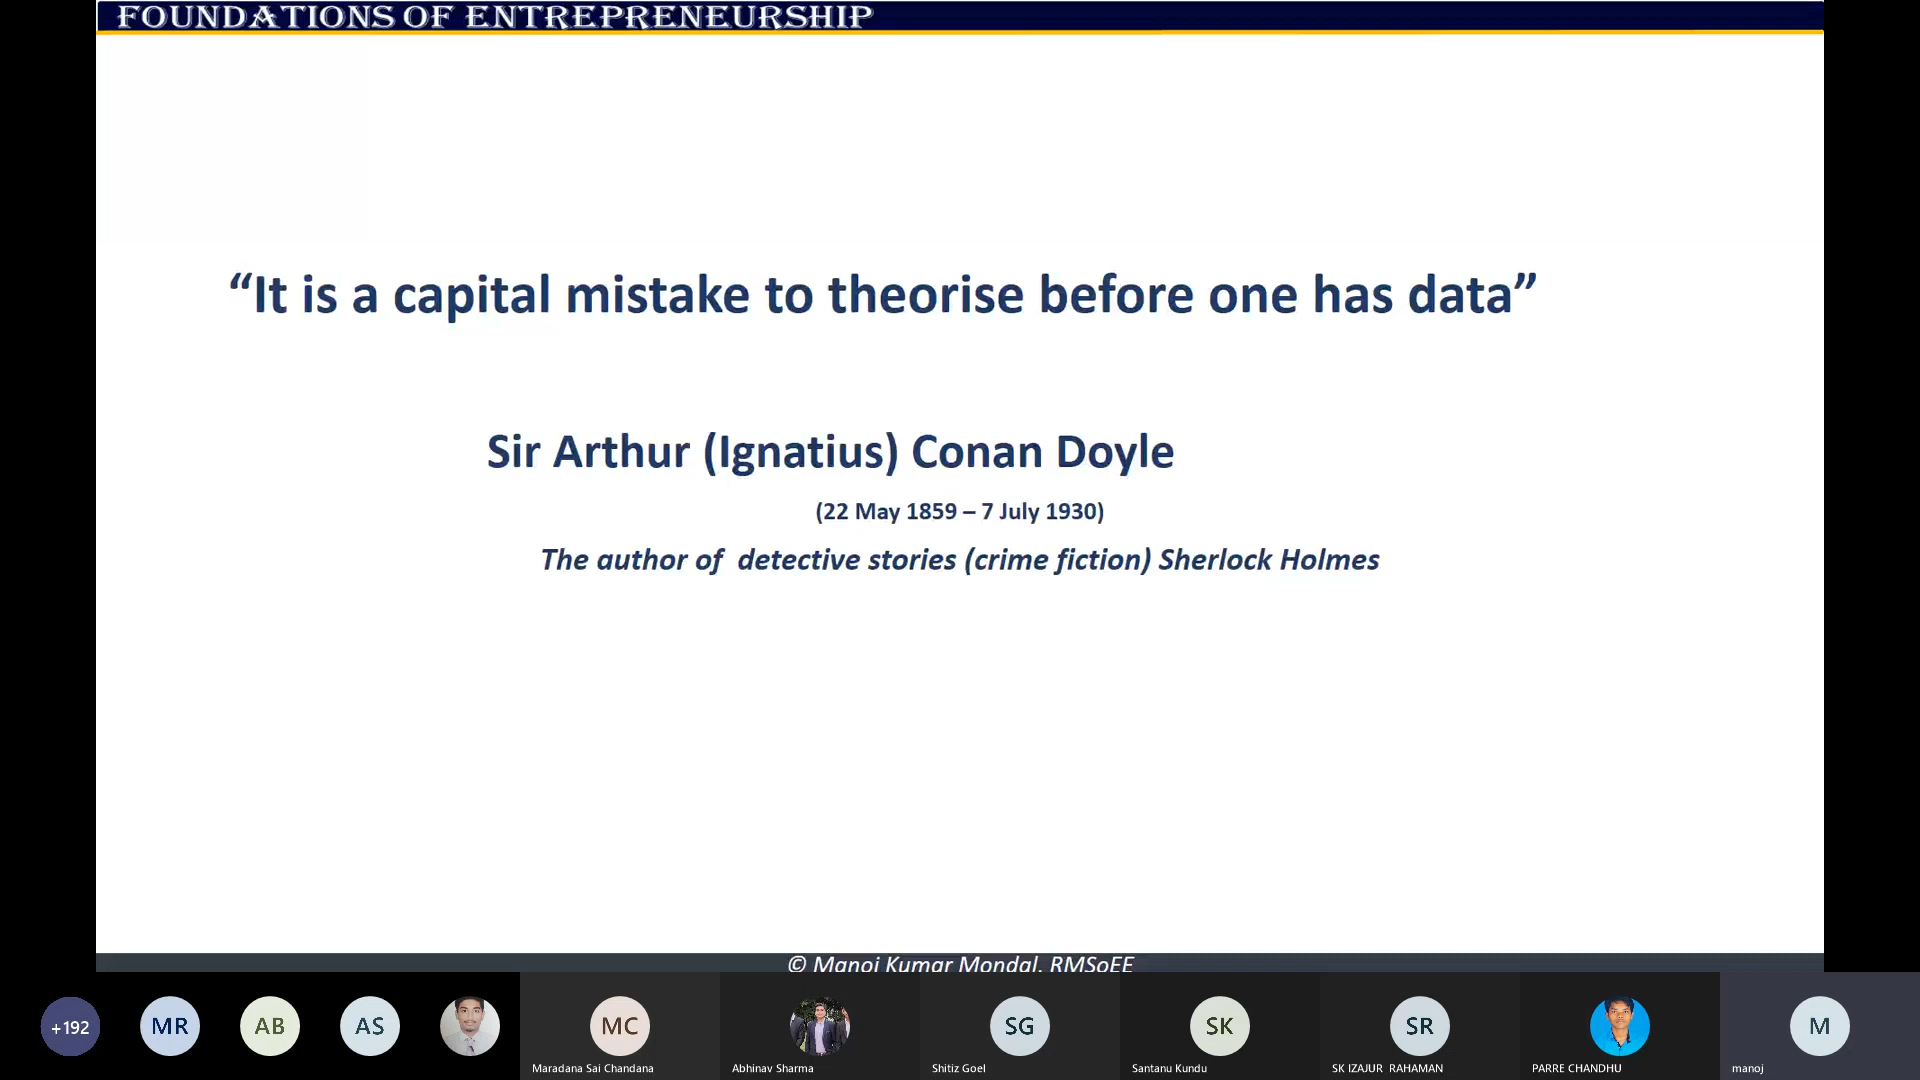 FOUNDATIONS OF ENTREPRENEURSHIP
“It is a capital mistake to theorise before one has data”
Sir Arthur (Ignatius) Conan Doyle
(22 May 1859 – 7 July 1930)
The author of detective stories (crime fiction) Sherlock Holmes
© Manoj Kumar Mondal, RMSoEE
+192
MR
AB
AS
MC
SG
SK
SR
M
Maradana Sai Chandana
Abhinav Sharma
Shitiz Goel
Santanu Kundu
SK IZAJUR RAHAMAN
PARRE CHANDHU
manoj